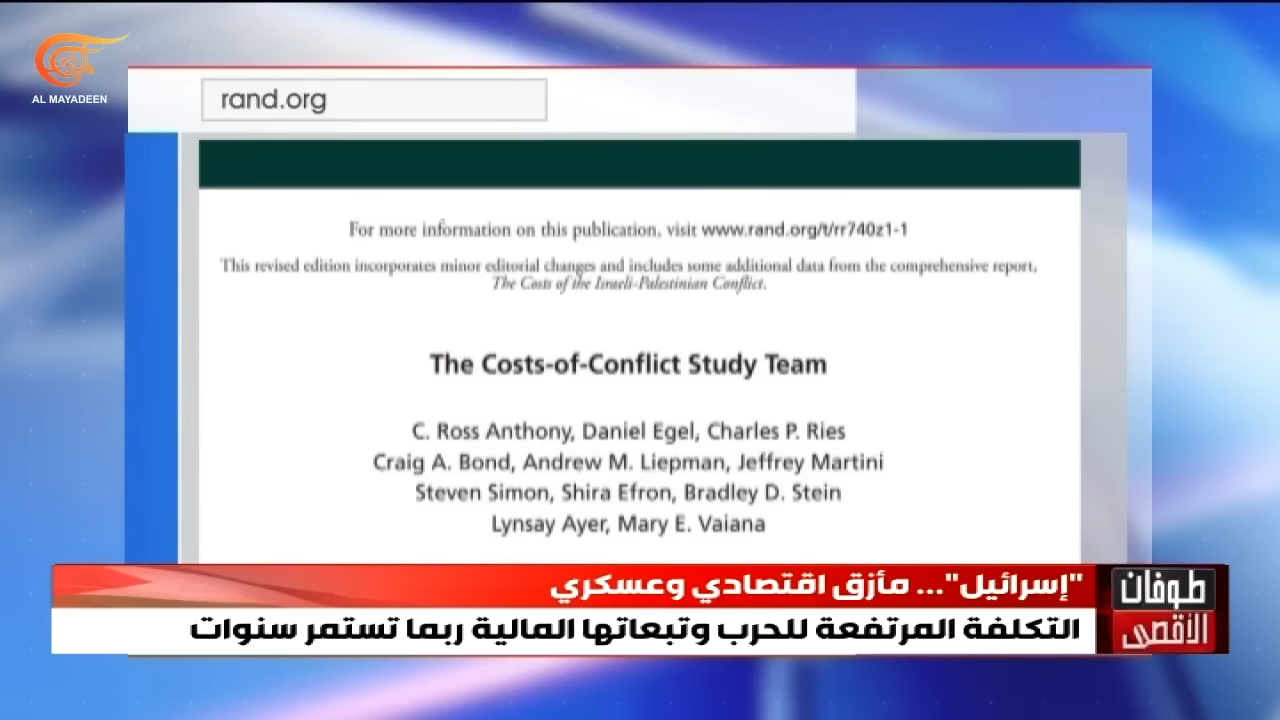 AL MAYADEEN
rand.org
For more information on this publication, visit www.rand.org/t/rr740z1-1
This revised edition incorporates minor editorial changes and includes some additional data from the comprehensive report,
The Costs of the Israeli-Palestinian Conflict.
The Costs-of-Conflict Study Team
C. Ross Anthony, Daniel Egel, Charles P. Ries
Craig A. Bond, Andrew M. Liepman, Jeffrey Martini
Steven Simon, Shira Efron, Bradley D. Stein
Lynsay Ayer, Mary E. Vaiana
"إسرائيل"... مأزق اقتصادي وعسكري
التكلفة المرتفعة للحرب وتبعاتها المالية ربما تستمر سنوات
طوفان
الأقصى